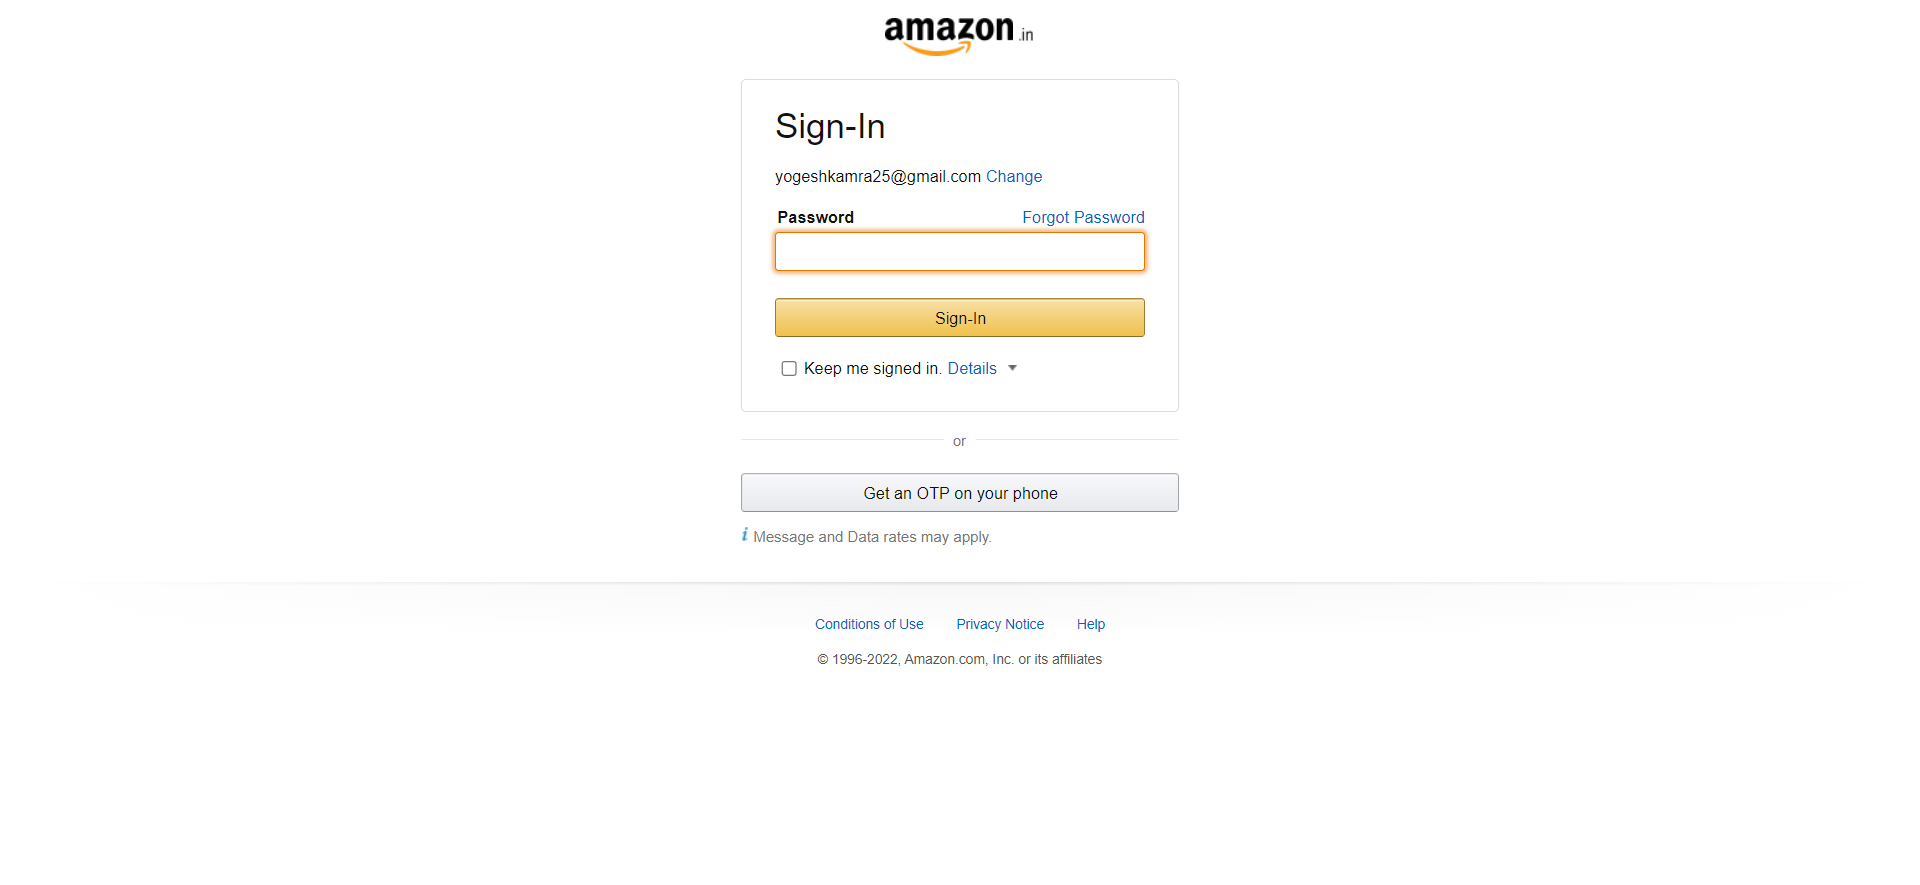 amazon.in
Sign-In
yogeshkamra25@gmail.com Change
Password Forgot Password
Sign-In
Keep me signed in. Details
or
Get an OTP on your phone
i Message and Data rates may apply.
Conditions of Use Privacy Notice Help
© 1996-2022, Amazon.com, Inc. or its affiliates